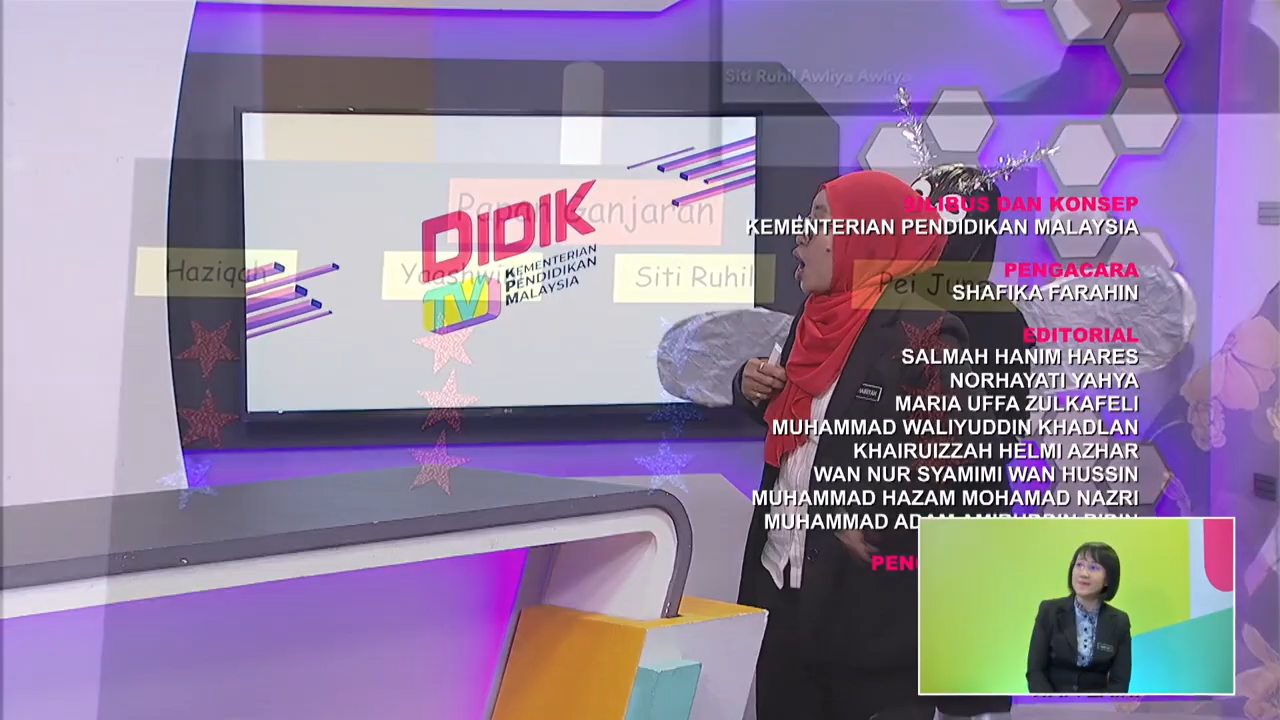 Siti Ruhil Awliya Awliya
Papan Ganjaran
Haziqah
Siti Ruhil
DIDIK
TV
KEMENTERIAN
PENDIDIKAN
MALAYSIA
SILIBUS DAN KONSEP
KEMENTERIAN PENDIDIKAN MALAYSIA
PENGACARA
SHAFIKA FARAHIN
EDITORIAL
SALMAH HANIM HARES
NORHAYATI YAHYA
MARIA UFFA ZULKAFELI
MUHAMMAD WALIYUDDIN KHADLAN
KHAIRUIZZAH HELMI AZHAR
WAN NUR SYAMIMI WAN HUSSIN
MUHAMMAD HAZAM MOHAMAD NAZRI
MUHAMMAD